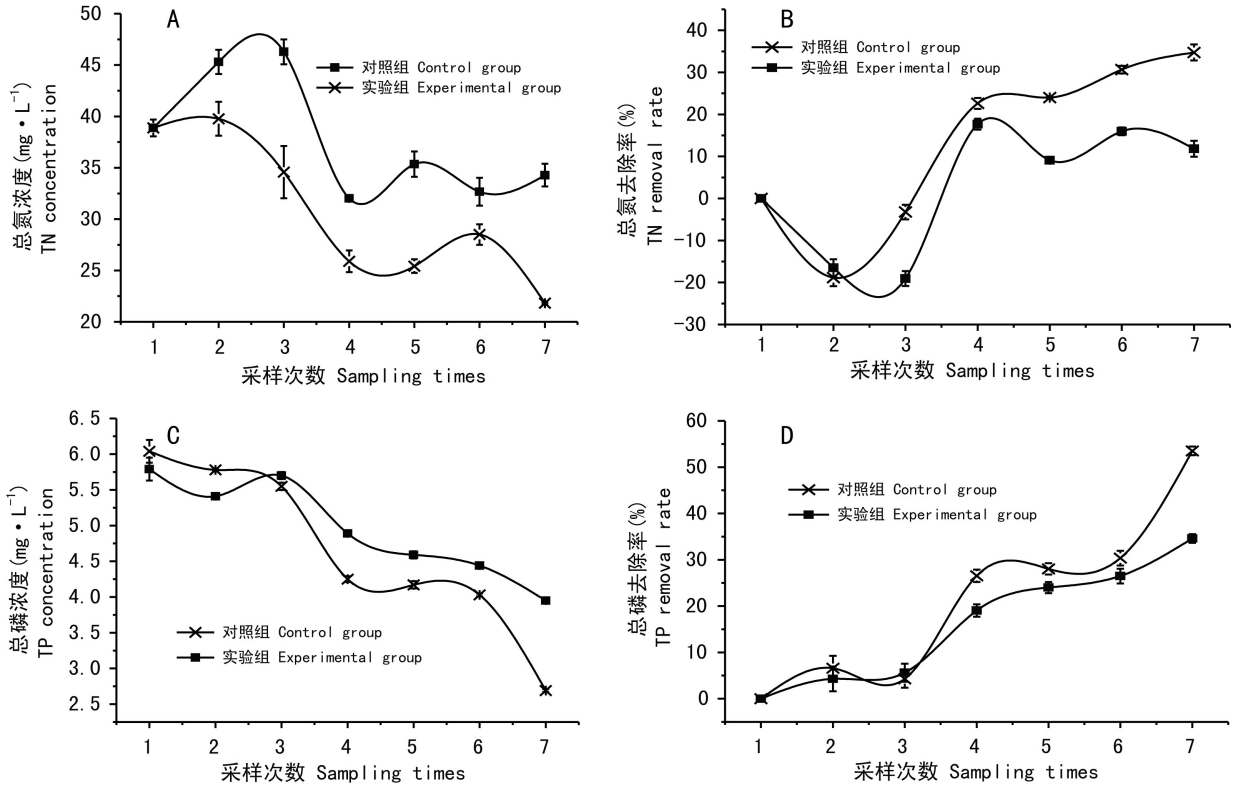 A
50
45
40
35
30
25
20
总氮浓度(mg·L⁻¹)
TN concentration
对照组 Control group
实验组 Experimental group
1 2 3 4 5 6 7
采样次数 Sampling times
B
40
30
20
10
0
-10
-20
-30
总氮去除率(%)
TN removal rate
对照组 Control group
实验组 Experimental group
1 2 3 4 5 6 7
采样次数 Sampling times
C
6.5
6.0
5.5
5.0
4.5
4.0
3.5
3.0
2.5
总磷浓度(mg·L⁻¹)
TP concentration
对照组 Control group
实验组 Experimental group
1 2 3 4 5 6 7
采样次数 Sampling times
D
60
50
40
30
20
10
0
总磷去除率(%)
TP removal rate
对照组 Control group
实验组 Experimental group
1 2 3 4 5 6 7
采样次数 Sampling times